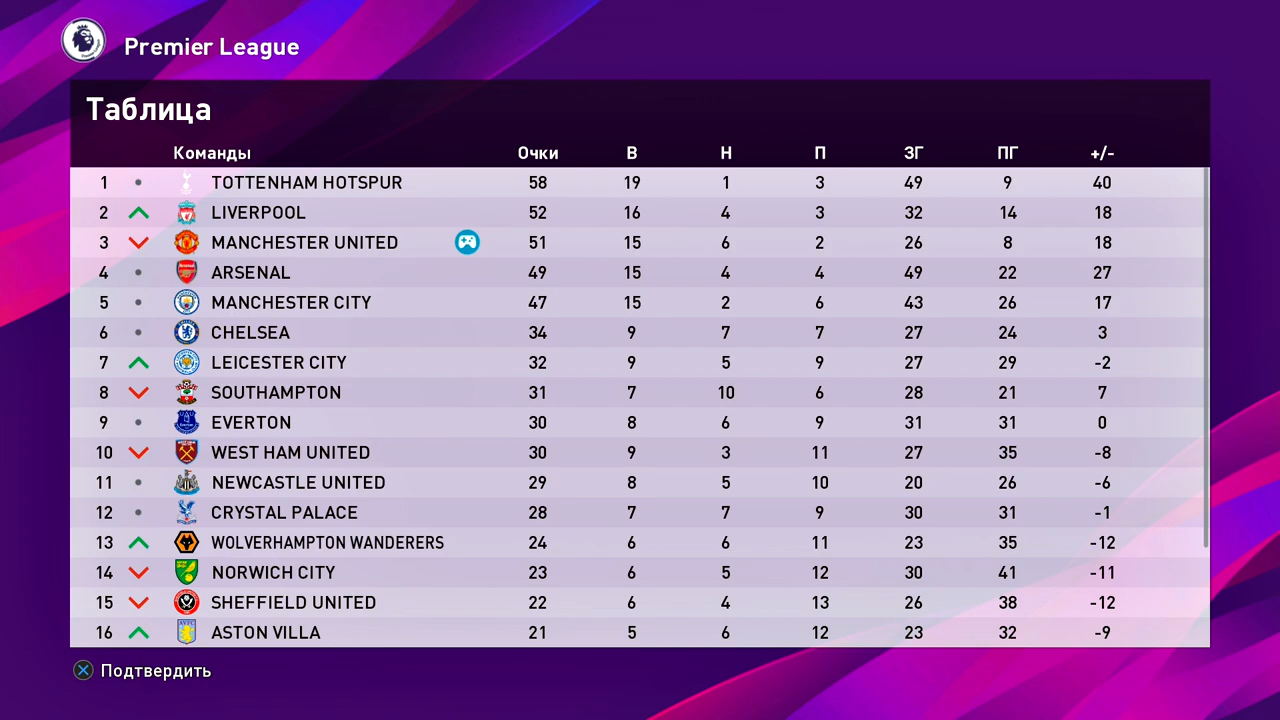 Premier League
Таблица
Команды Очки В Н П ЗГ ПГ +/-
1 TOTTENHAM HOTSPUR 58 19 1 3 49 9 40
2 LIVERPOOL 52 16 4 3 32 14 18
3 MANCHESTER UNITED 51 15 6 2 26 8 18
4 ARSENAL 49 15 4 4 49 22 27
5 MANCHESTER CITY 47 15 2 6 43 26 17
6 CHELSEA 34 9 7 7 27 24 3
7 LEICESTER CITY 32 9 5 9 27 29 -2
8 SOUTHAMPTON 31 7 10 6 28 21 7
9 EVERTON 30 8 6 9 31 31 0
10 WEST HAM UNITED 30 9 3 11 27 35 -8
11 NEWCASTLE UNITED 29 8 5 10 20 26 -6
12 CRYSTAL PALACE 28 7 7 9 30 31 -1
13 WOLVERHAMPTON WANDERERS 24 6 6 11 23 35 -12
14 NORWICH CITY 23 6 5 12 30 41 -11
15 SHEFFIELD UNITED 22 6 4 13 26 38 -12
16 ASTON VILLA 21 5 6 12 23 32 -9
Подтвердить